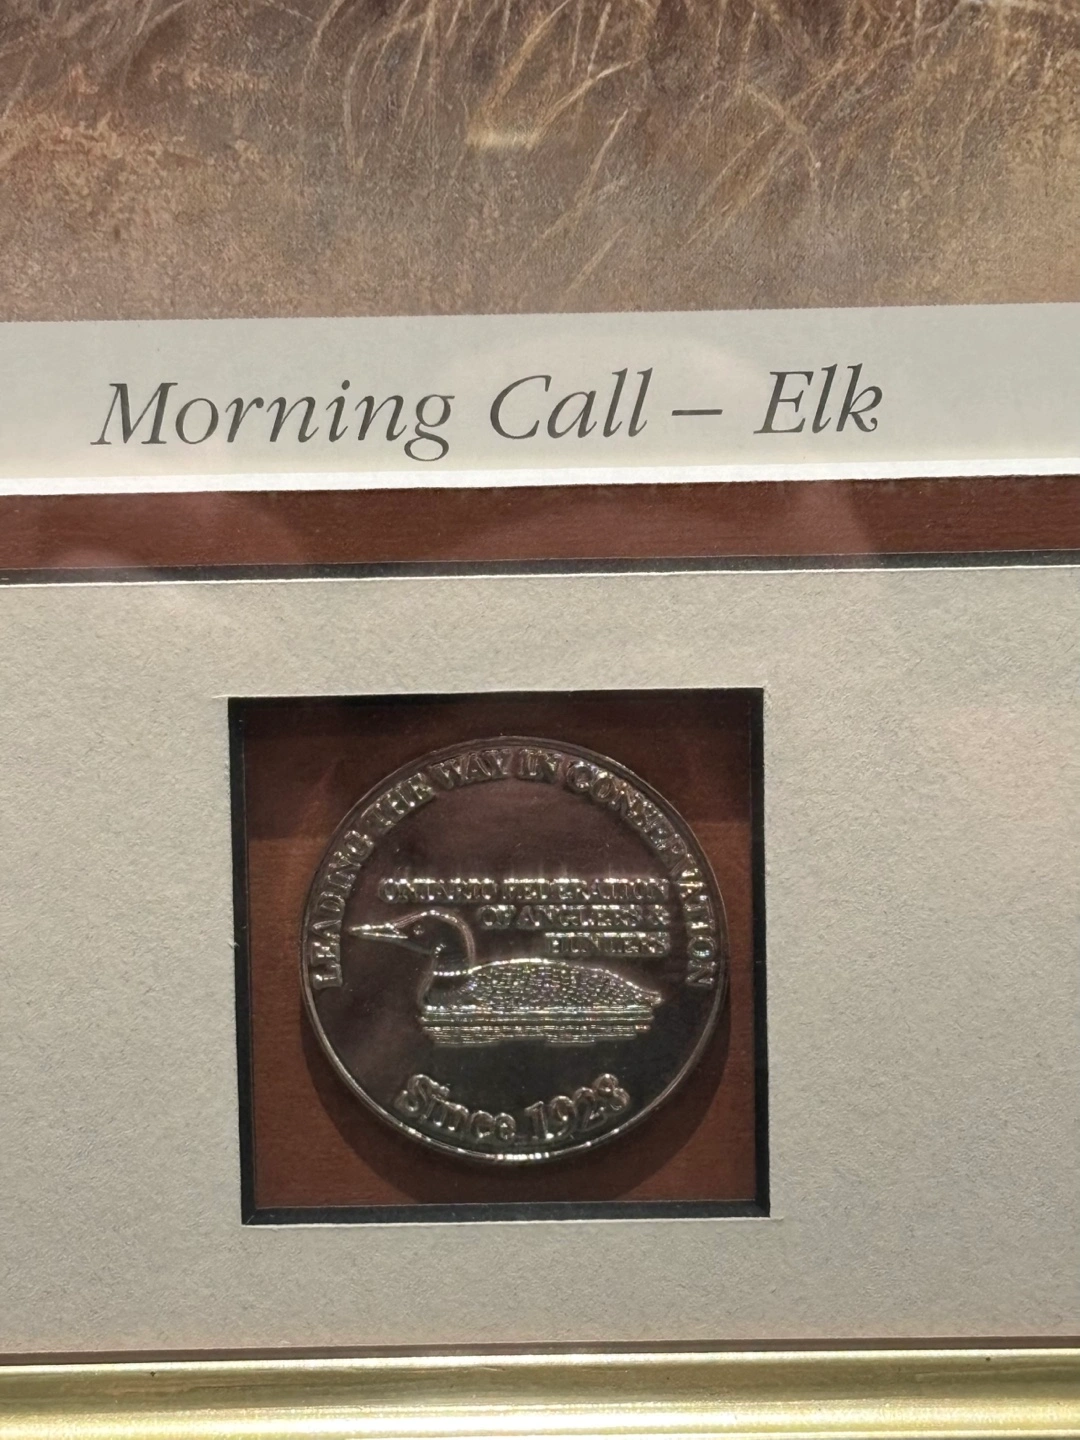 Morning Call – Elk
LEADING THE WAY IN CONSERVATION
ONTARIO FEDERATION
OF ANGLERS &
HUNTERS
Since 1928